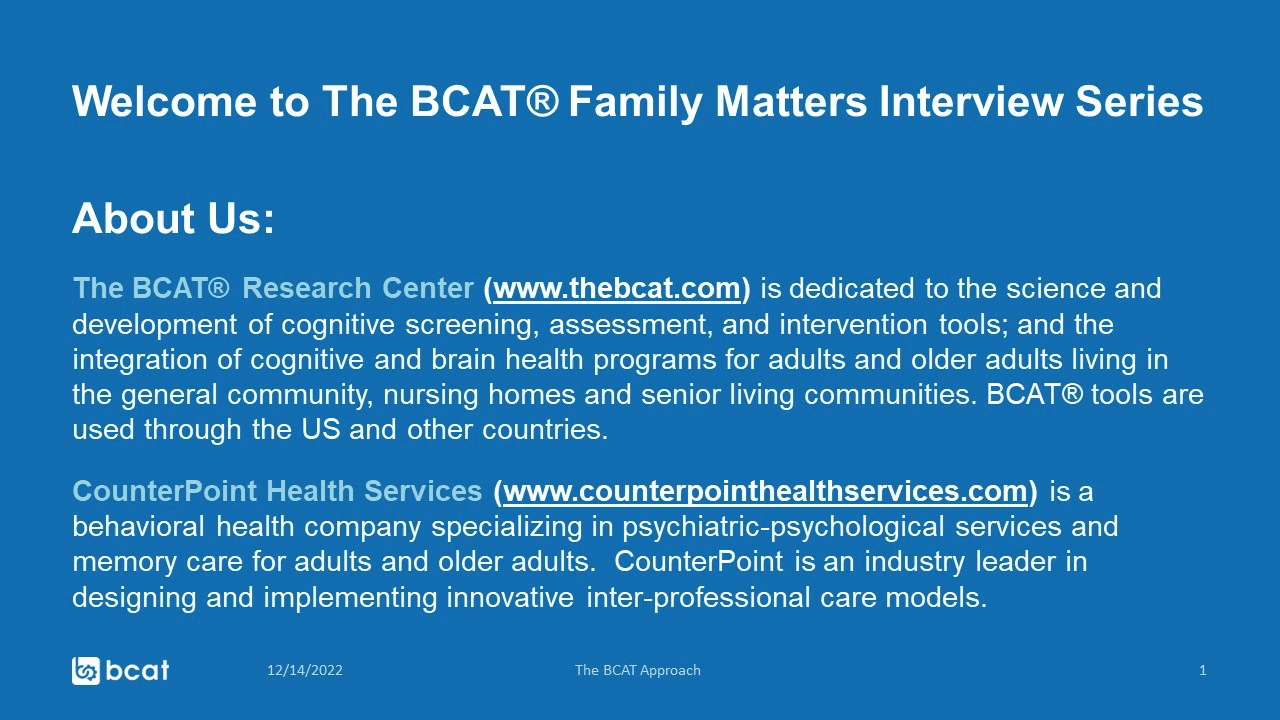 Welcome to The BCAT® Family Matters Interview Series
About Us:
The BCAT® Research Center (www.thebcat.com) is dedicated to the science and
development of cognitive screening, assessment, and intervention tools; and the
integration of cognitive and brain health programs for adults and older adults living in
the general community, nursing homes and senior living communities. BCAT® tools are
used through the US and other countries.
CounterPoint Health Services (www.counterpointhealthservices.com) is a
behavioral health company specializing in psychiatric-psychological services and
memory care for adults and older adults. CounterPoint is an industry leader in
designing and implementing innovative inter-professional care models.
bcat 12/14/2022 The BCAT Approach 1